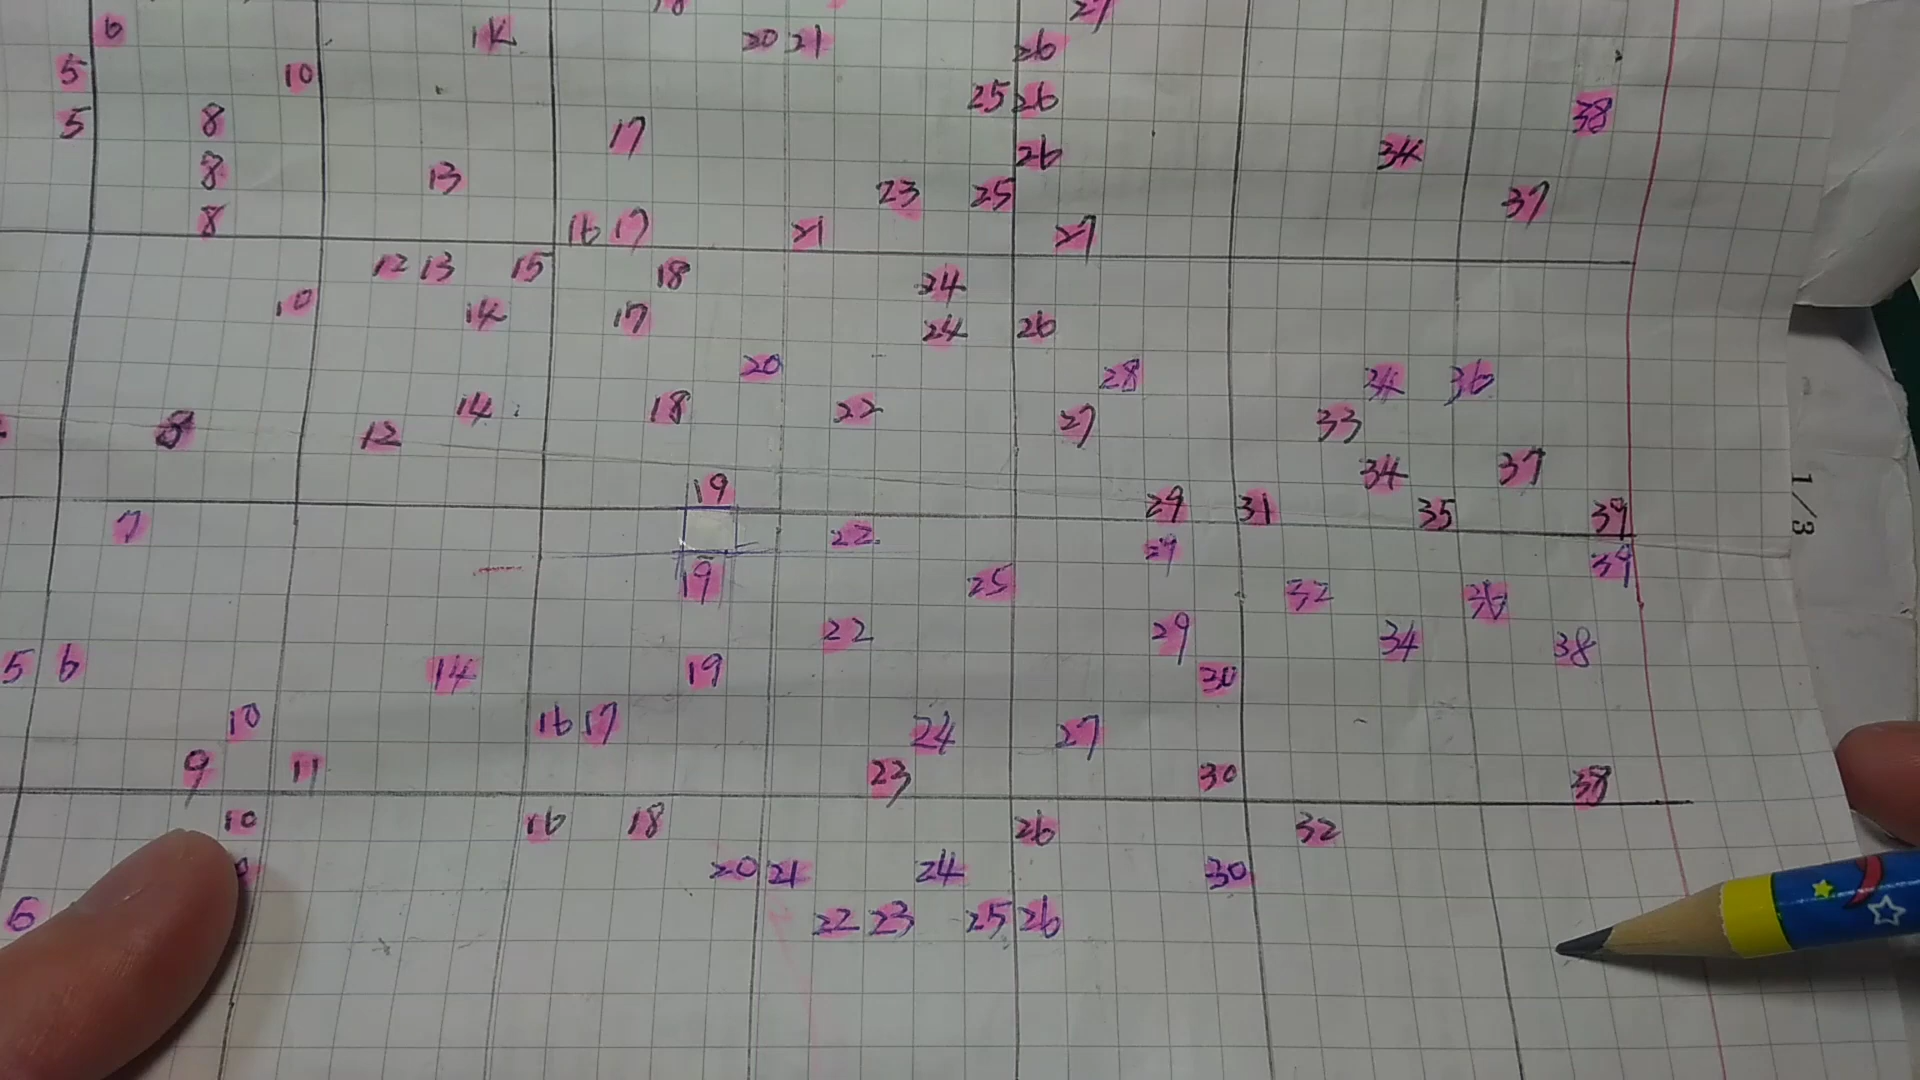 27
6 14 20 21 26
5 10
25 26 38
5 8 17
26 34
8 13 23 25 37
8 16 17 21 27
12 13 15 18 24
10 14 17 24 26
20 28 34 36
14 18 22 27 33
8 12
34 37
19 29 31 35 39
7 22 29 39
19 25 32 36
22 29 34 38
5 6 14 19 30
10 16 17 24 27
9 11 23 30 38
10 16 18 26 32
20 21 24 30
6 22 23 25 26
1/3